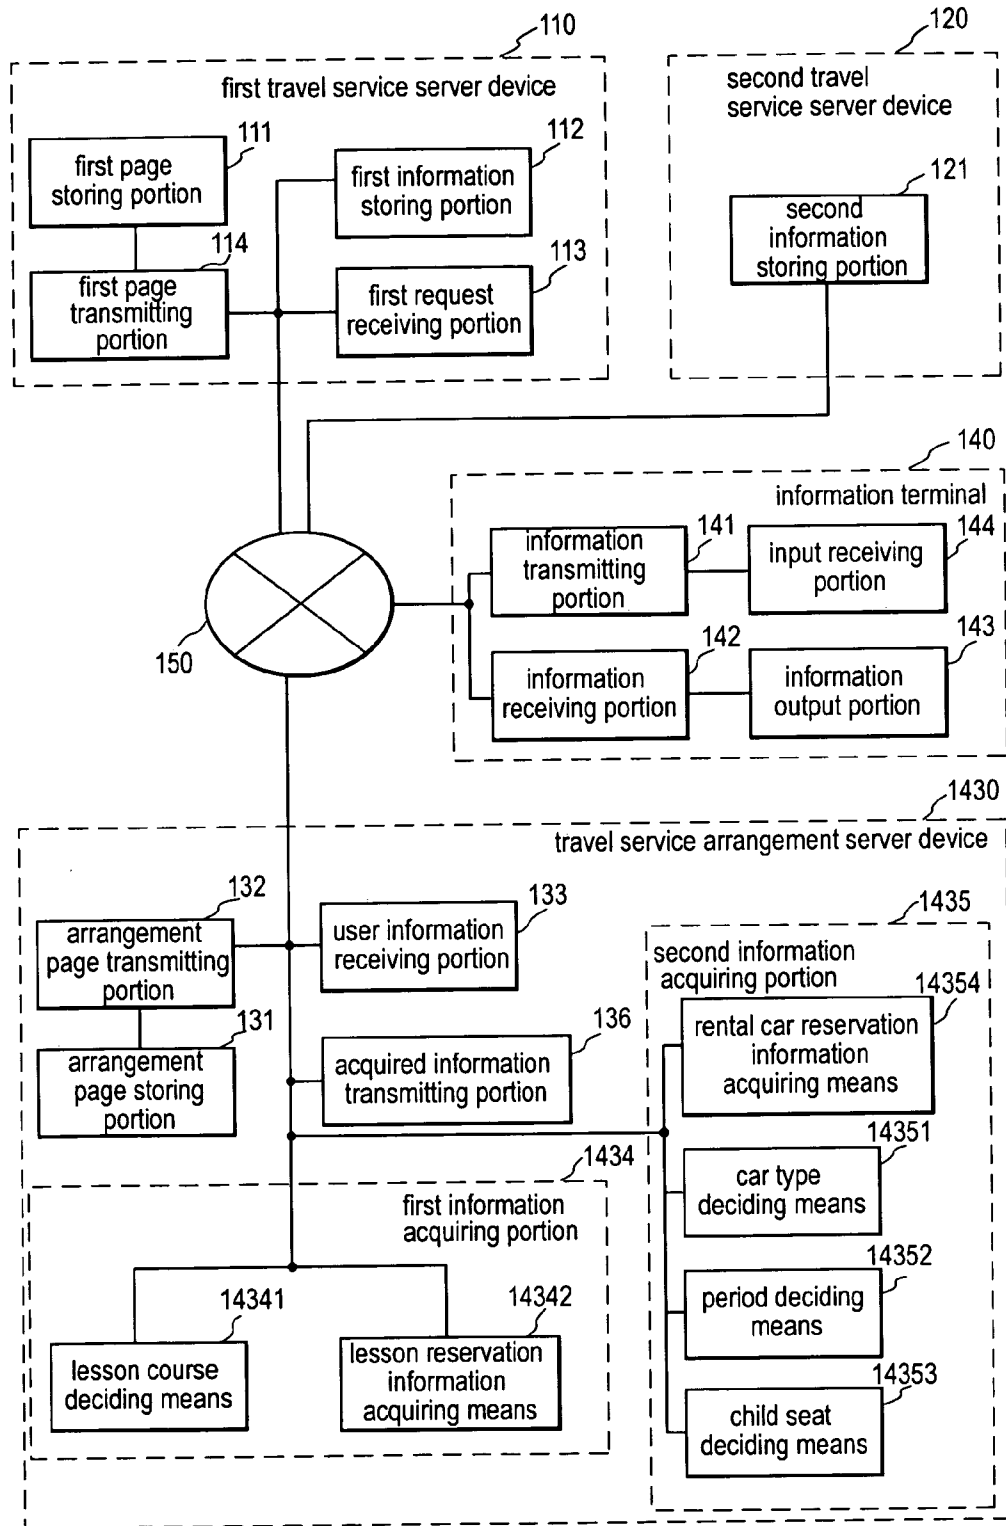 110
first travel service server device
111
first page
storing portion
112
first information
storing portion
114
first page
transmitting
portion
113
first request
receiving portion
120
second travel
service server device
121
second
information
storing portion
140
information terminal
141
information
transmitting
portion
144
input receiving
portion
142
information
receiving portion
143
information
output portion
150
1430
travel service arrangement server device
132
arrangement
page transmitting
portion
133
user information
receiving portion
131
arrangement
page storing
portion
136
acquired information
transmitting portion
1435
second information
acquiring portion
14354
rental car reservation
information
acquiring means
14351
car type
deciding means
14352
period deciding
means
14353
child seat
deciding means
1434
first information
acquiring portion
14341
lesson course
deciding means
14342
lesson reservation
information
acquiring means